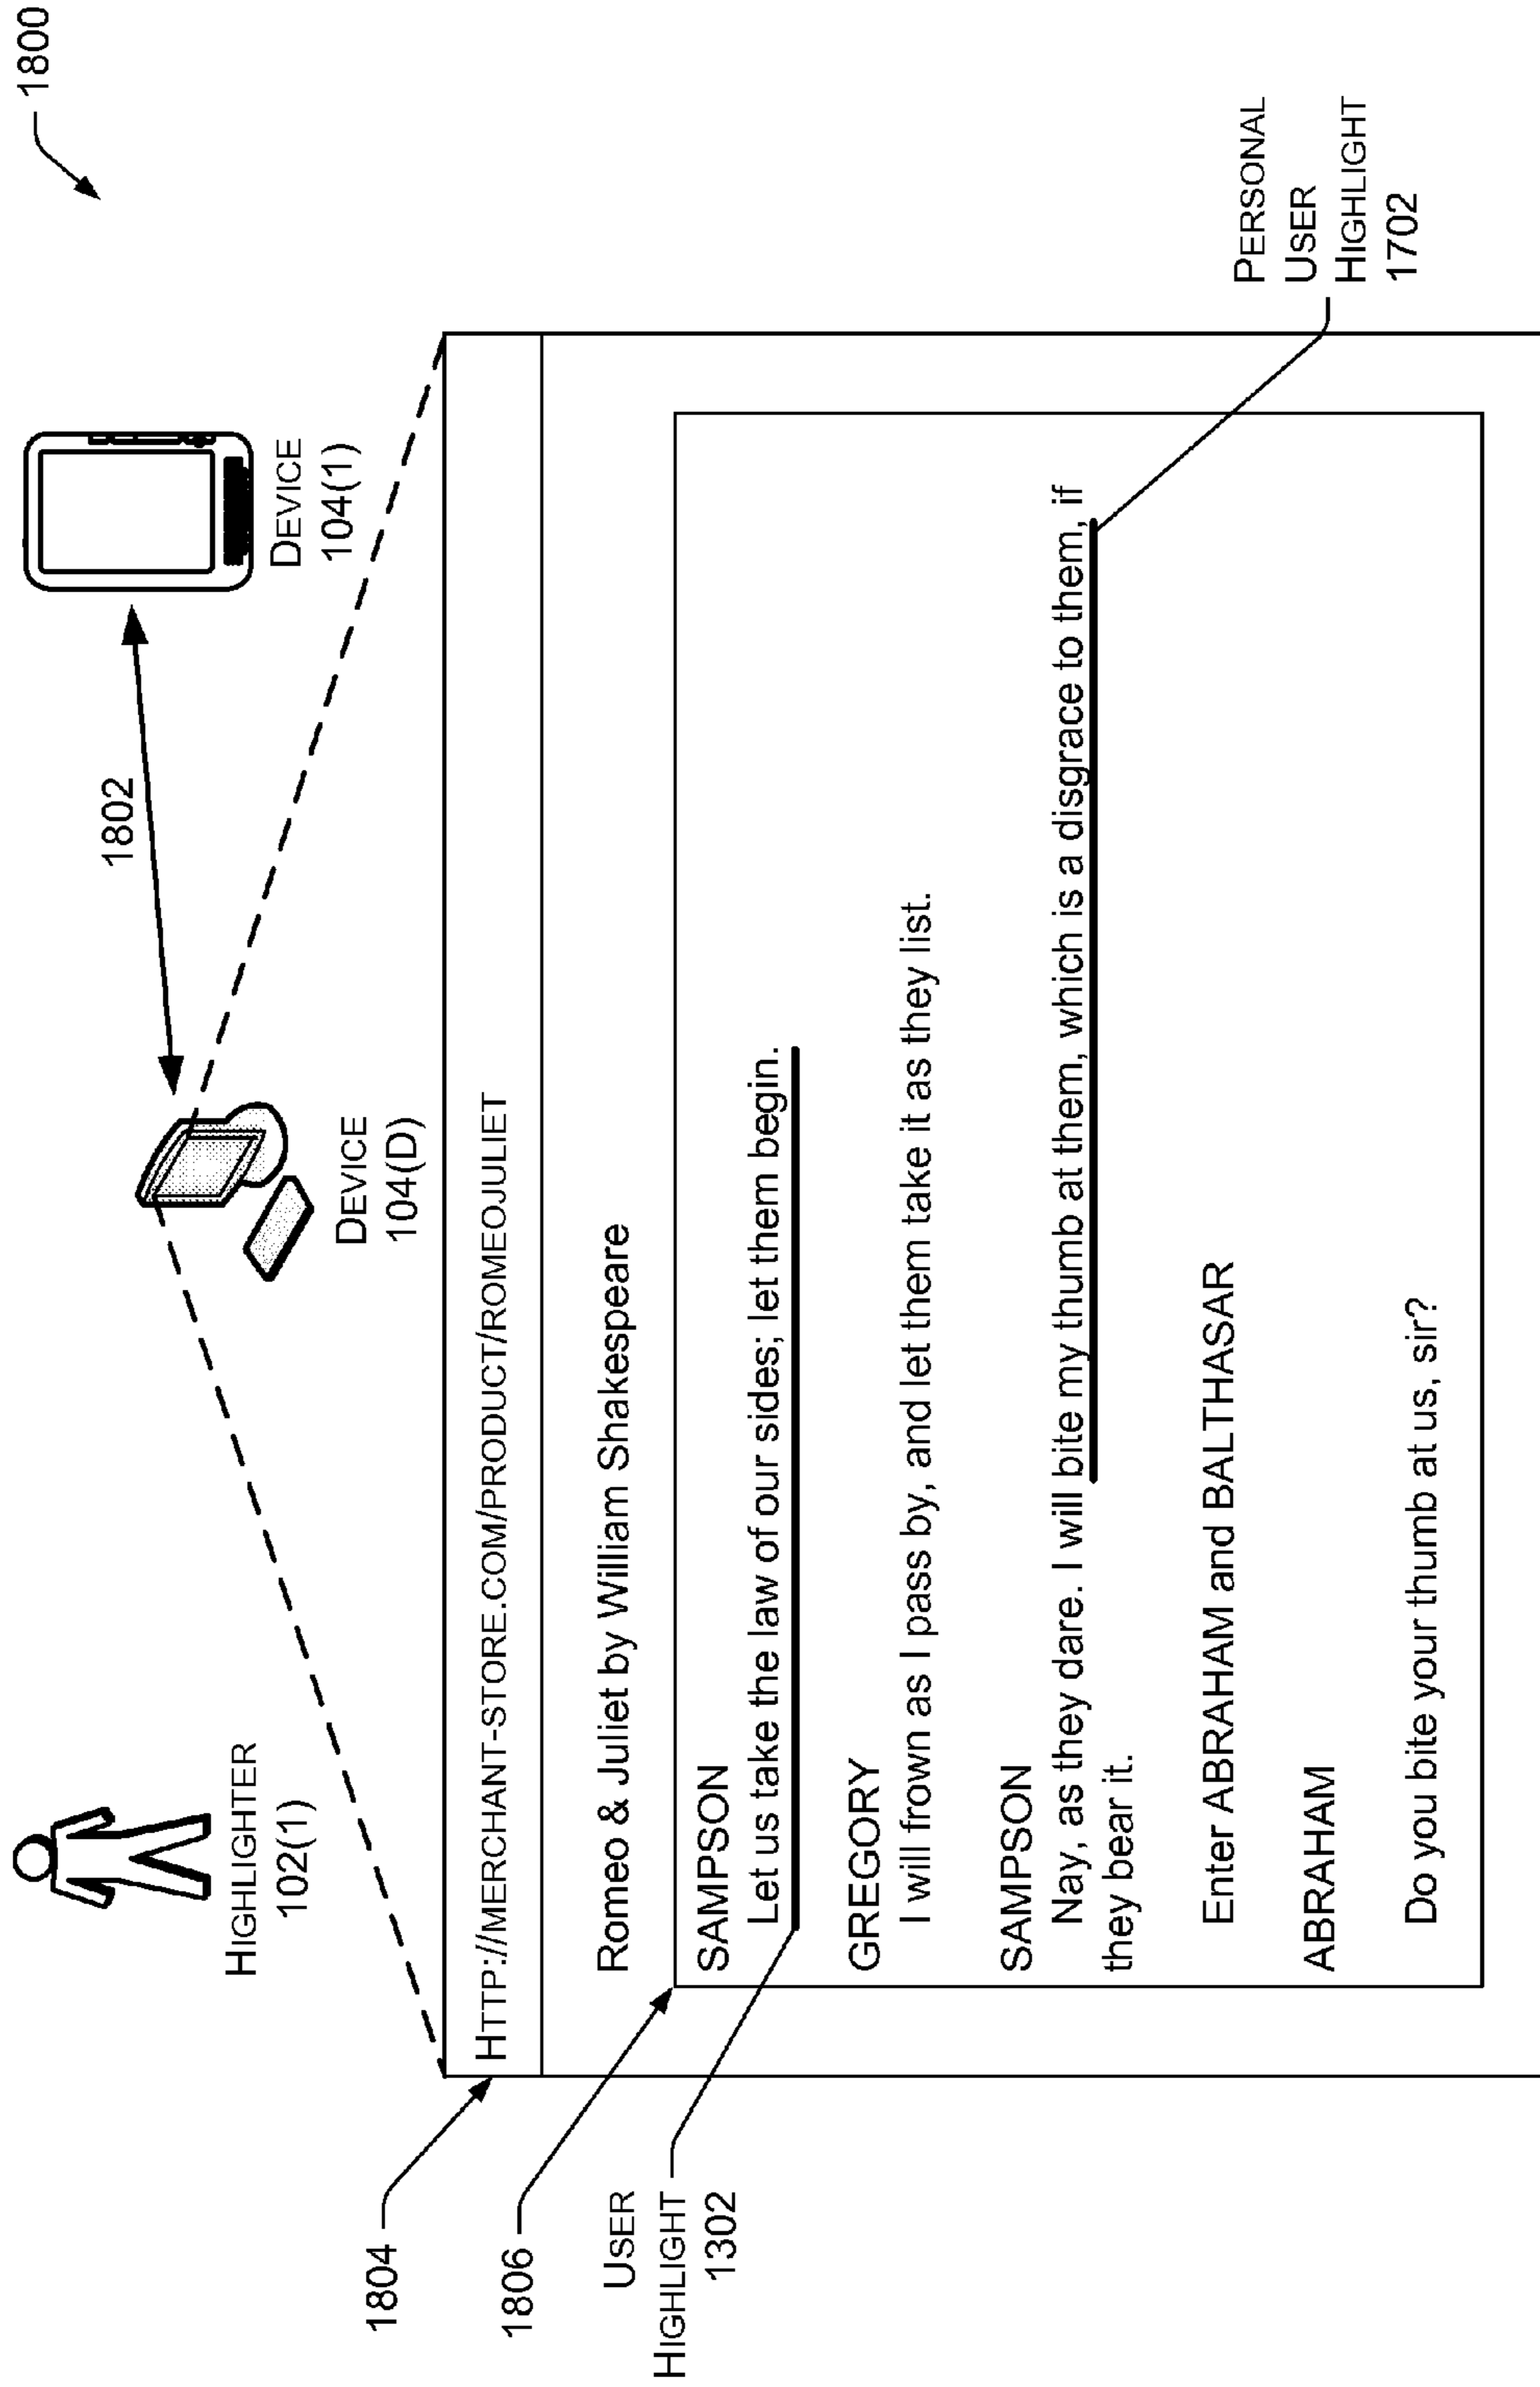 1800
HIGHLIGHTER
102(1)
DEVICE
104(D)
1802
DEVICE
104(1)
1804
HTTP://MERCHANT-STORE.COM/PRODUCT/ROMEOJULIET
1806
Romeo & Juliet by William Shakespeare
USER
HIGHLIGHT
1302
SAMPSON
Let us take the law of our sides; let them begin.
GREGORY
I will frown as I pass by, and let them take it as they list.
SAMPSON
Nay, as they dare. I will bite my thumb at them, which is a disgrace to them, if
they bear it.
Enter ABRAHAM and BALTHASAR
ABRAHAM
Do you bite your thumb at us, sir?
PERSONAL
USER
HIGHLIGHT
1702